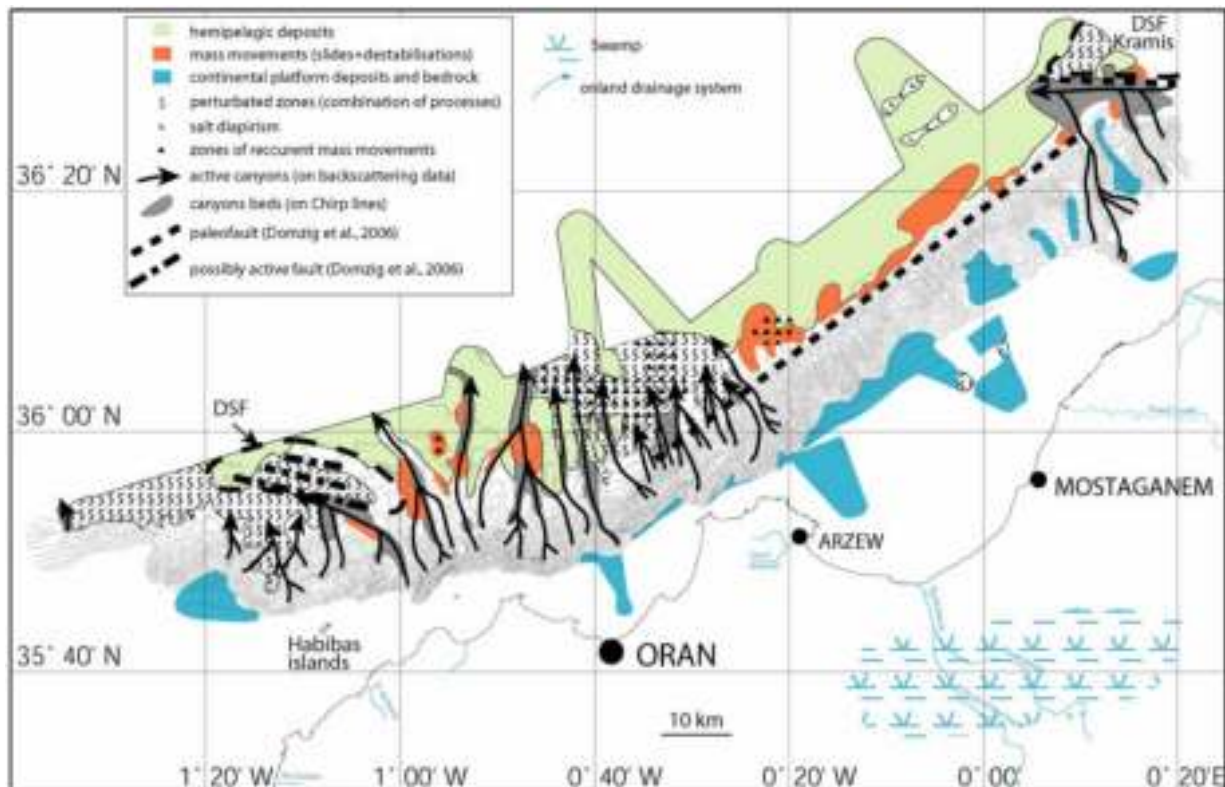 hemipelagic deposits
mass movements (slides+destabilisations)
continental platform deposits and bedrock
perturbated zones (combination of processes)
salt diapirism
zones of reccurent mass movements
active canyons (on backscattering data)
canyons beds (on Chirp lines)
paleofault (Domzig et al., 2006)
possibly active fault (Domzig et al., 2006)
Swamp
onland drainage system
DSF
Kramis
36° 20' N
36° 00' N
35° 40' N
DSF
MOSTAGANEM
ARZEW
Habibas
islands
ORAN
10 km
1° 20' W
1° 00' W
0° 40' W
0° 20' W
0° 00'
0° 20'E